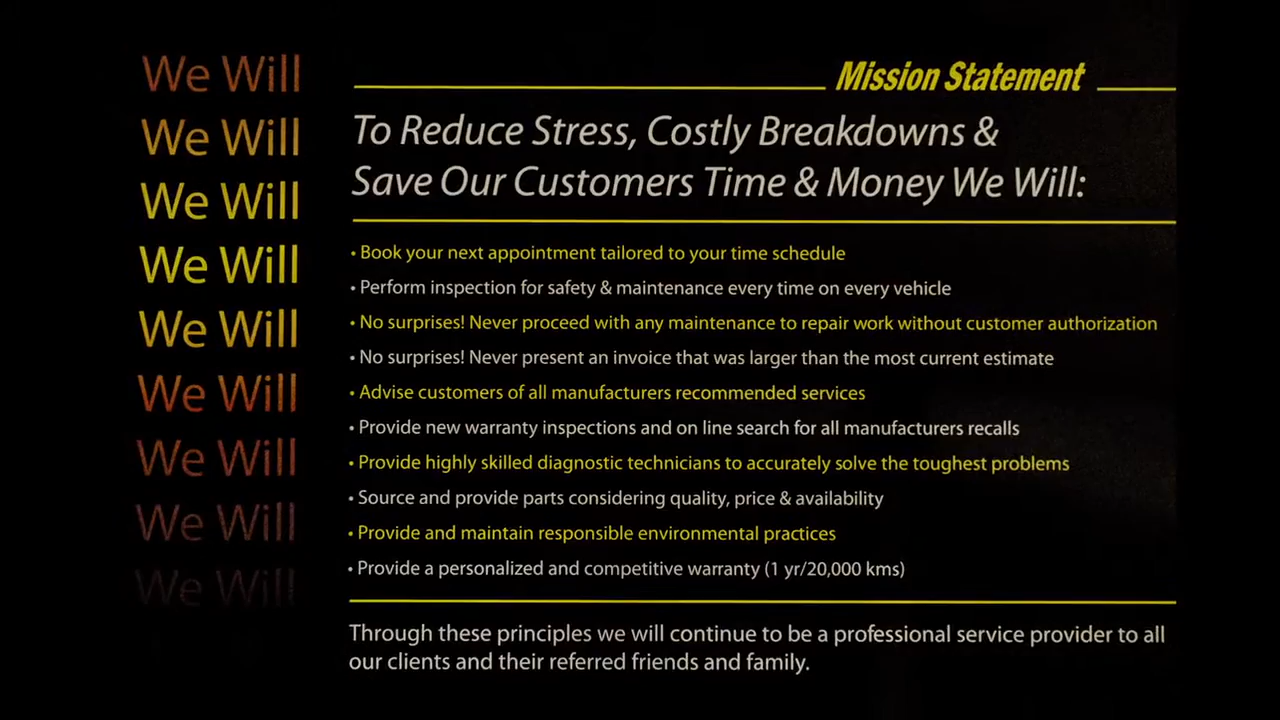 We Will
We Will
We Will
We Will
We Will
We Will
We Will
We Will
We Will
Mission Statement
To Reduce Stress, Costly Breakdowns &
Save Our Customers Time & Money We Will:
• Book your next appointment tailored to your time schedule
• Perform inspection for safety & maintenance every time on every vehicle
• No surprises! Never proceed with any maintenance to repair work without customer authorization
• No surprises! Never present an invoice that was larger than the most current estimate
• Advise customers of all manufacturers recommended services
• Provide new warranty inspections and on line search for all manufacturers recalls
• Provide highly skilled diagnostic technicians to accurately solve the toughest problems
• Source and provide parts considering quality, price & availability
• Provide and maintain responsible environmental practices
• Provide a personalized and competitive warranty (1 yr/20,000 kms)
Through these principles we will continue to be a professional service provider to all
our clients and their referred friends and family.